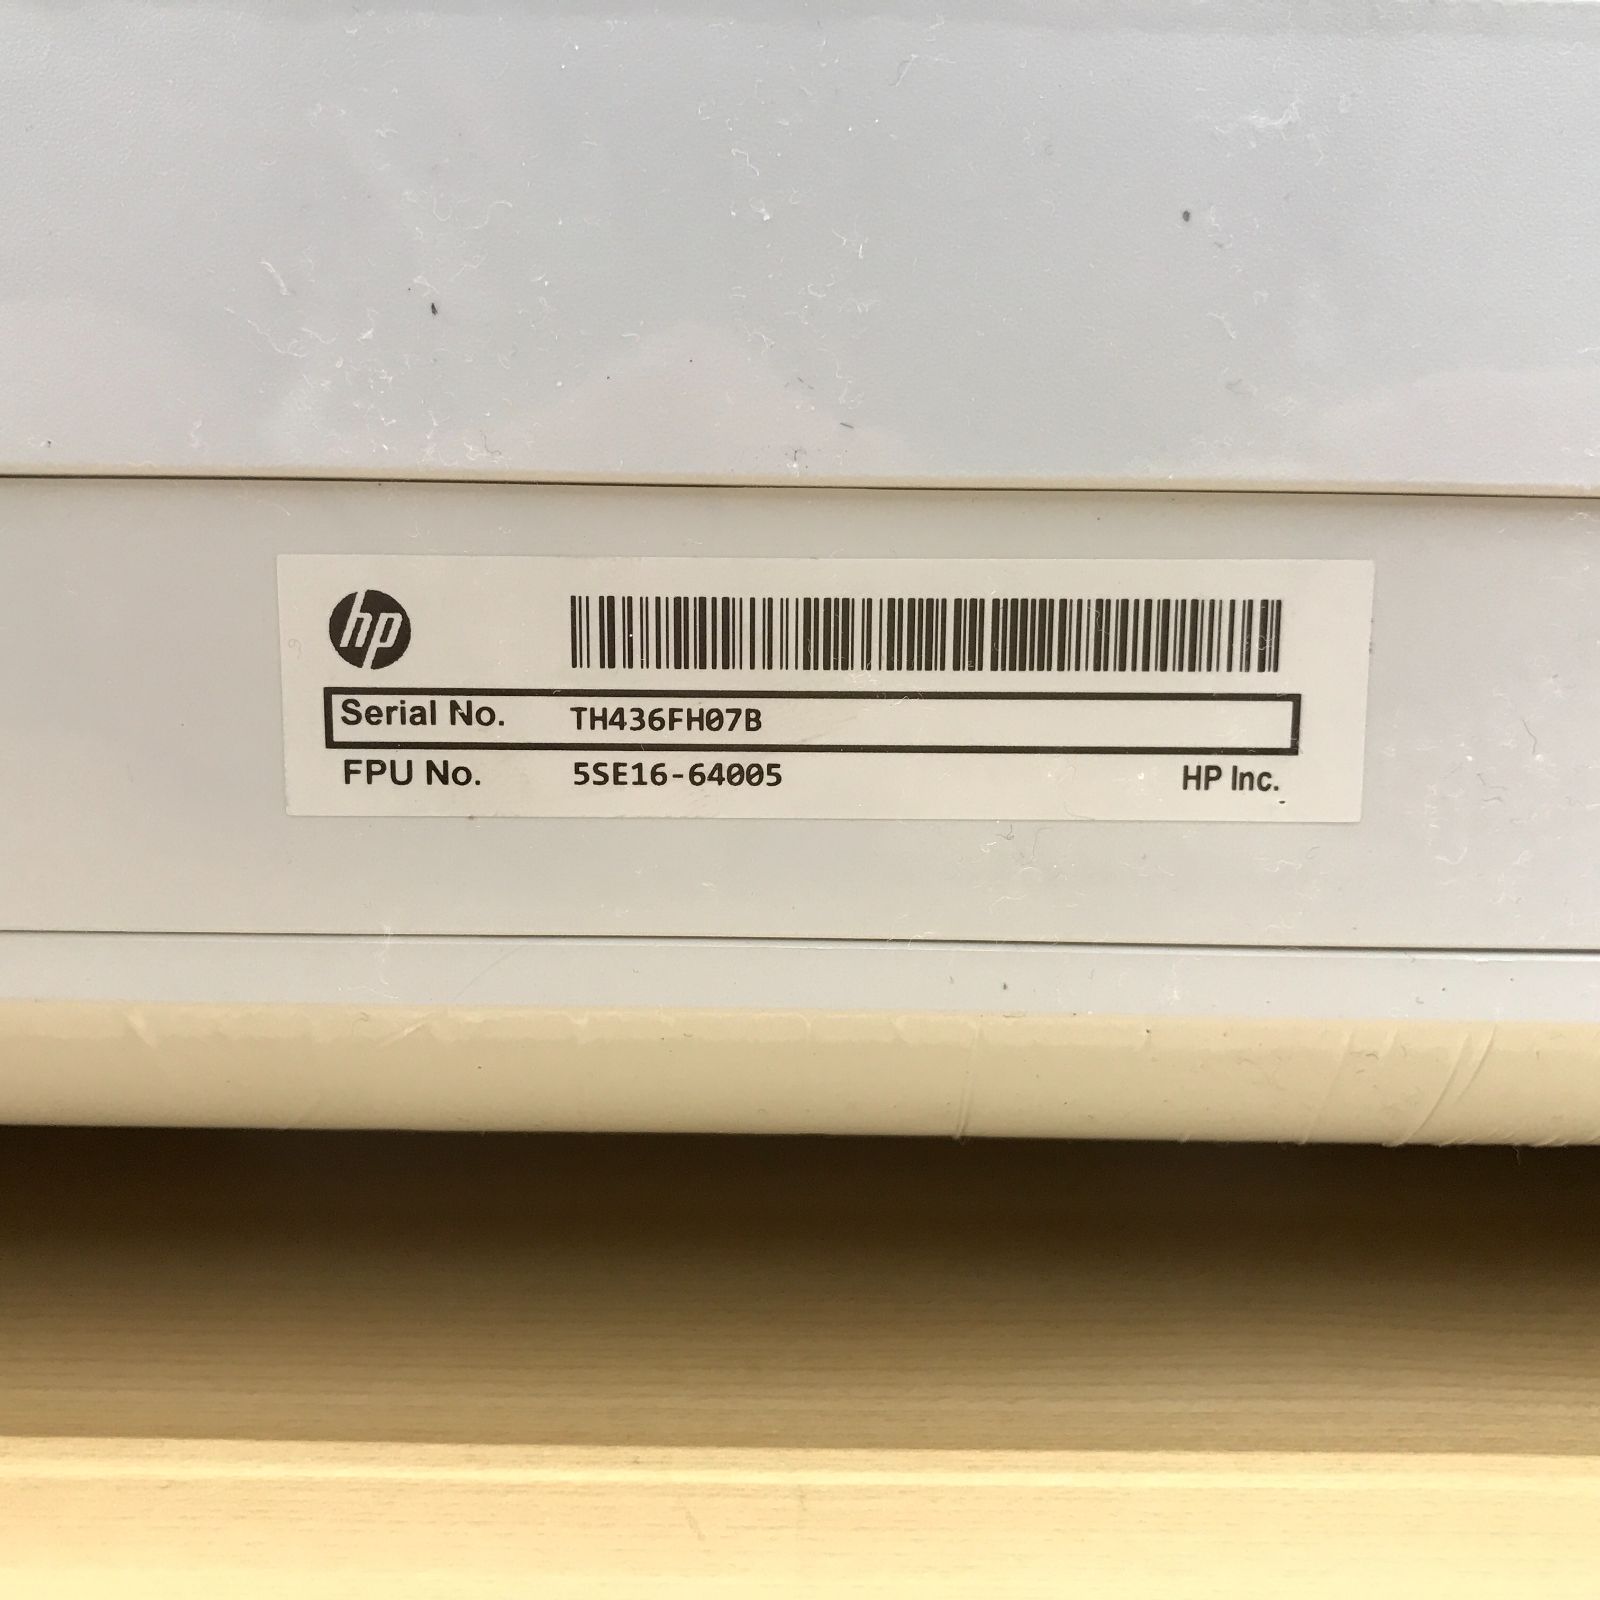 hp
Serial No. TH436FH07B
FPU No. 5SE16-64005 HP Inc.